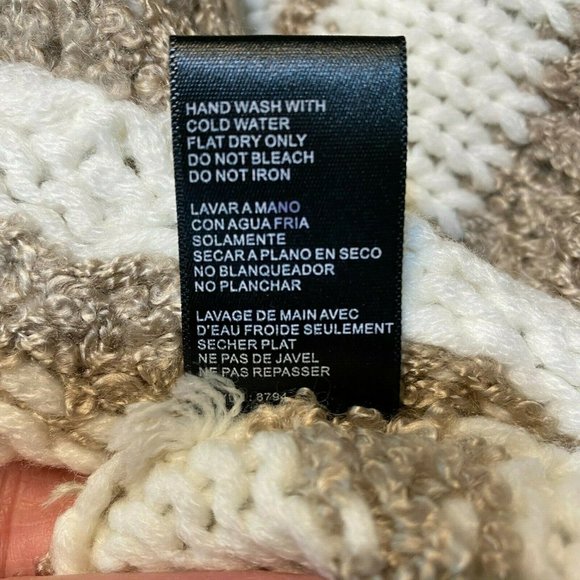 HAND WASH WITH
COLD WATER
FLAT DRY ONLY
DO NOT BLEACH
DO NOT IRON
LAVAR A MANO
CON AGUA FRIA
SOLAMENTE
SECAR A PLANO EN SECO
NO BLANQUEADOR
NO PLANCHAR
LAVAGE DE MAIN AVEC
D'EAU FROIDE SEULEMENT
SECHER PLAT
NE PAS DE JAVEL
NE PAS REPASSER
: 8794